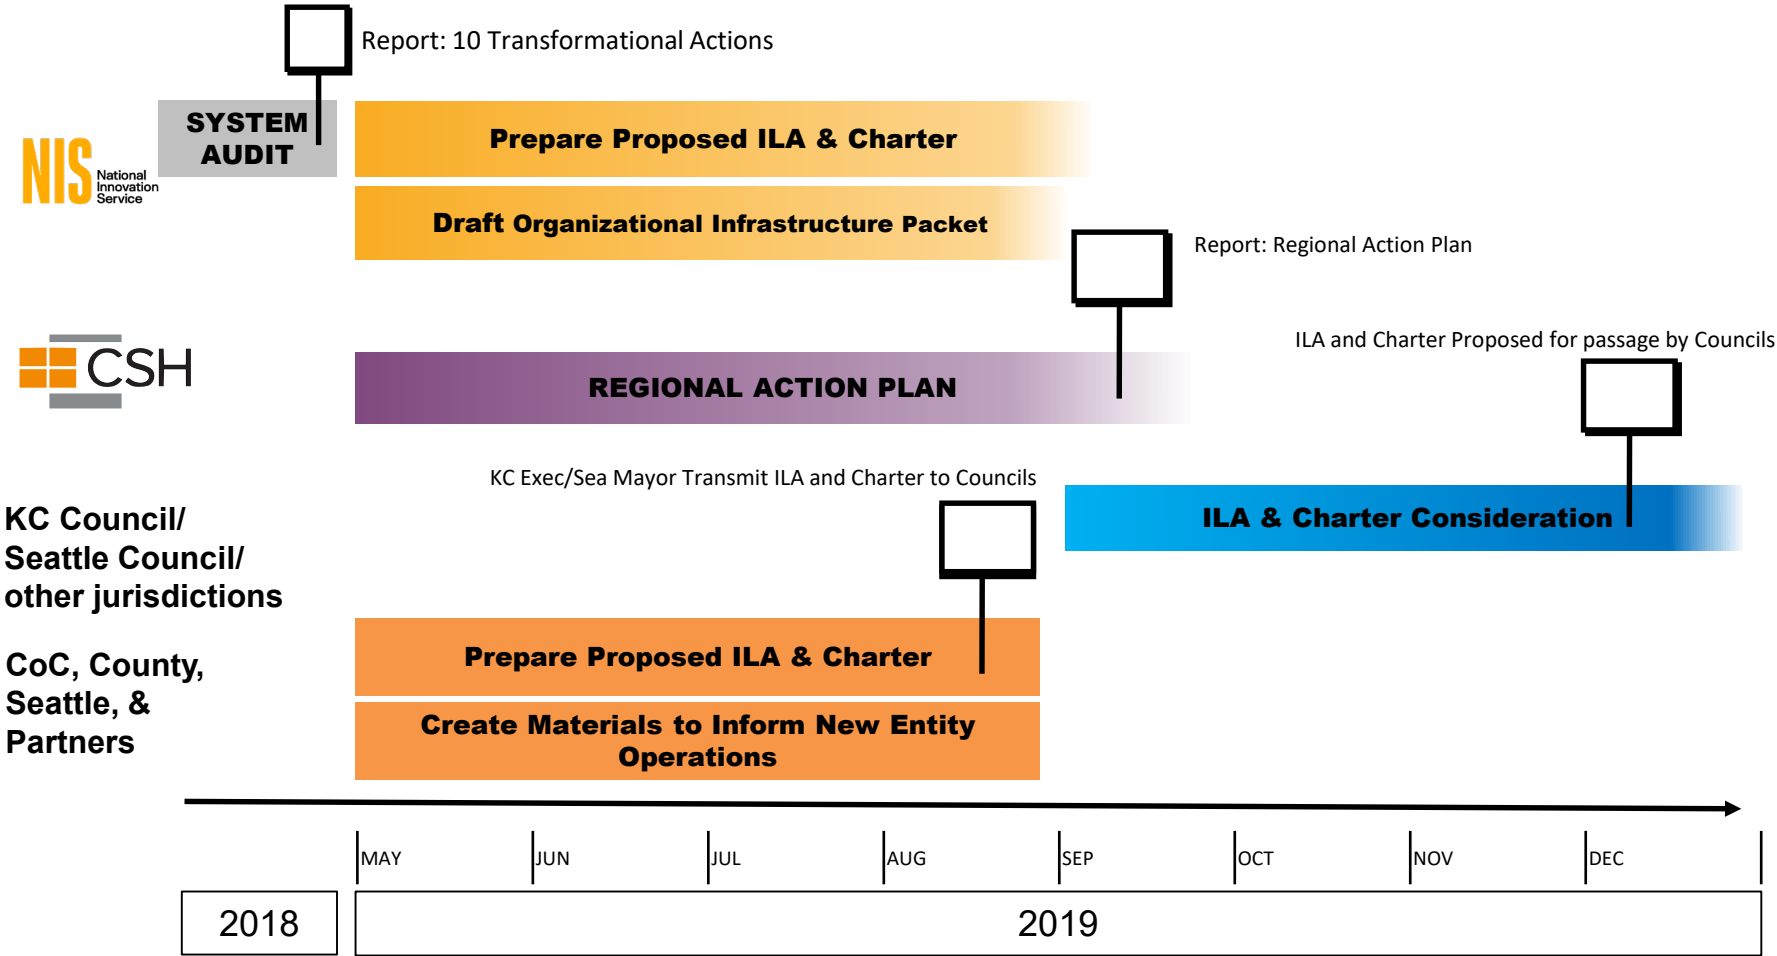 Report: 10 Transformational Actions
SYSTEM
AUDIT
Prepare Proposed ILA & Charter
NIS National
Innovation
Service
Draft Organizational Infrastructure Packet
Report: Regional Action Plan
ILA and Charter Proposed for passage by Councils
CSH
REGIONAL ACTION PLAN
KC Exec/Sea Mayor Transmit ILA and Charter to Councils
KC Council/
Seattle Council/
other jurisdictions
ILA & Charter Consideration
CoC, County,
Seattle, &
Partners
Prepare Proposed ILA & Charter
Create Materials to Inform New Entity
Operations
MAY JUN JUL AUG SEP OCT NOV DEC
2018 2019